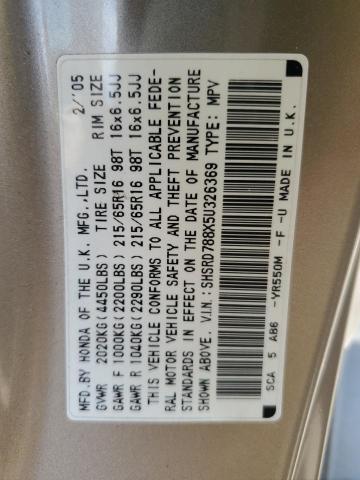 MFD.BY HONDA OF THE U.K. MFG.,LTD. 2/'05
GVWR 2020KG(4450LBS) TIRE SIZE RIM SIZE
GAWR F 1000KG(2200LBS) 215/65R16 98T 16x6.5JJ
GAWR R 1040KG(2290LBS) 215/65R16 98T 16x6.5JJ
THIS VEHICLE CONFORMS TO ALL APPLICABLE FEDE-
RAL MOTOR VEHICLE SAFETY AND THEFT PREVENTION
STANDARDS IN EFFECT ON THE DATE OF MANUFACTURE
SHOWN ABOVE. V.I.N.:SHSRD788X5U326369 TYPE: MPV
SCA 5 AB6 -YR550M -F -U MADE IN U.K.